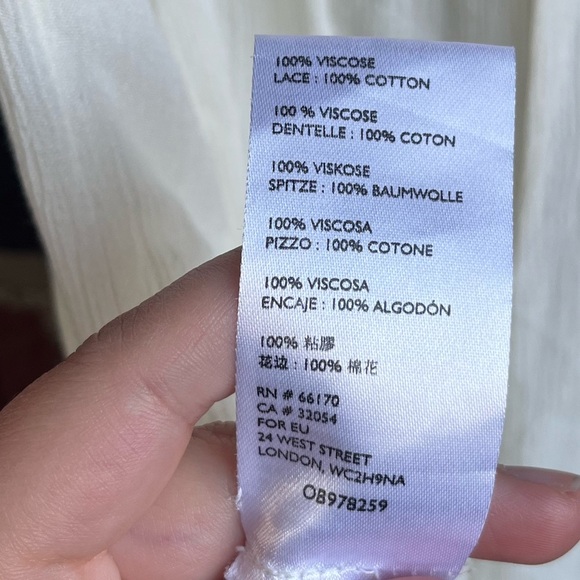 100% VISCOSE
LACE : 100% COTTON
100 % VISCOSE
DENTELLE : 100% COTON
100% VISKOSE
SPITZE : 100% BAUMWOLLE
100% VISCOSA
PIZZO : 100% COTONE
100% VISCOSA
ENCAJE : 100% ALGODÓN
100% 粘膠
花边 : 100% 棉花
RN # 66170
CA # 32054
FOR EU
24 WEST STREET
LONDON, WC2H9NA
OB978259